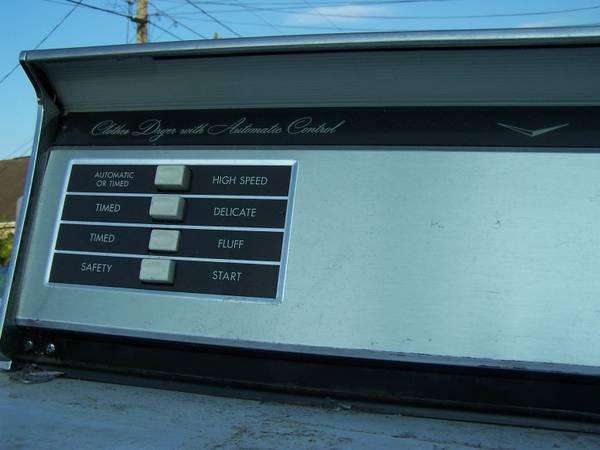 Clothes Dryer with Automatic Control
AUTOMATIC
OR TIMED
HIGH SPEED
TIMED
DELICATE
TIMED
FLUFF
SAFETY
START